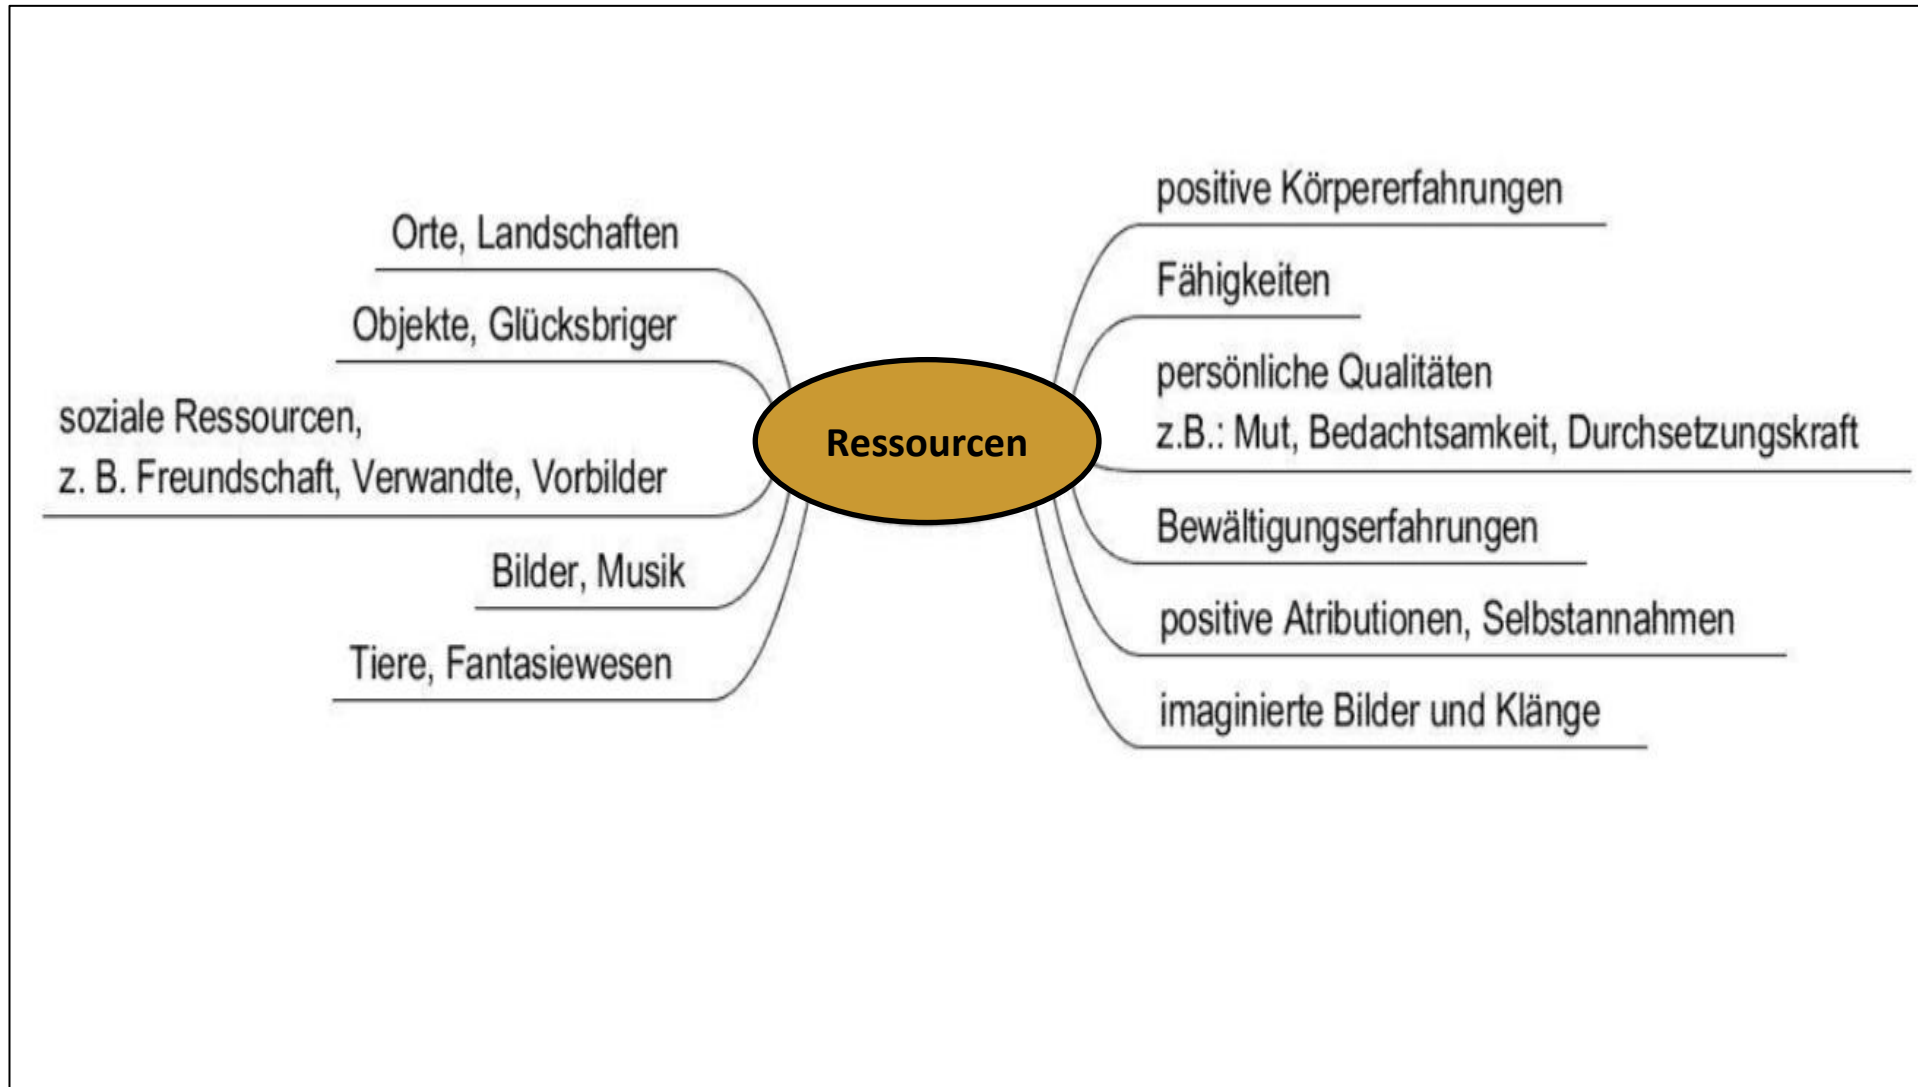 Orte, Landschaften
Objekte, Glücksbriger
soziale Ressourcen,
z. B. Freundschaft, Verwandte, Vorbilder
Bilder, Musik
Tiere, Fantasiewesen
Ressourcen
positive Körpererfahrungen
Fähigkeiten
persönliche Qualitäten
z.B.: Mut, Bedachtsamkeit, Durchsetzungskraft
Bewältigungserfahrungen
positive Atributionen, Selbstannahmen
imaginierte Bilder und Klänge